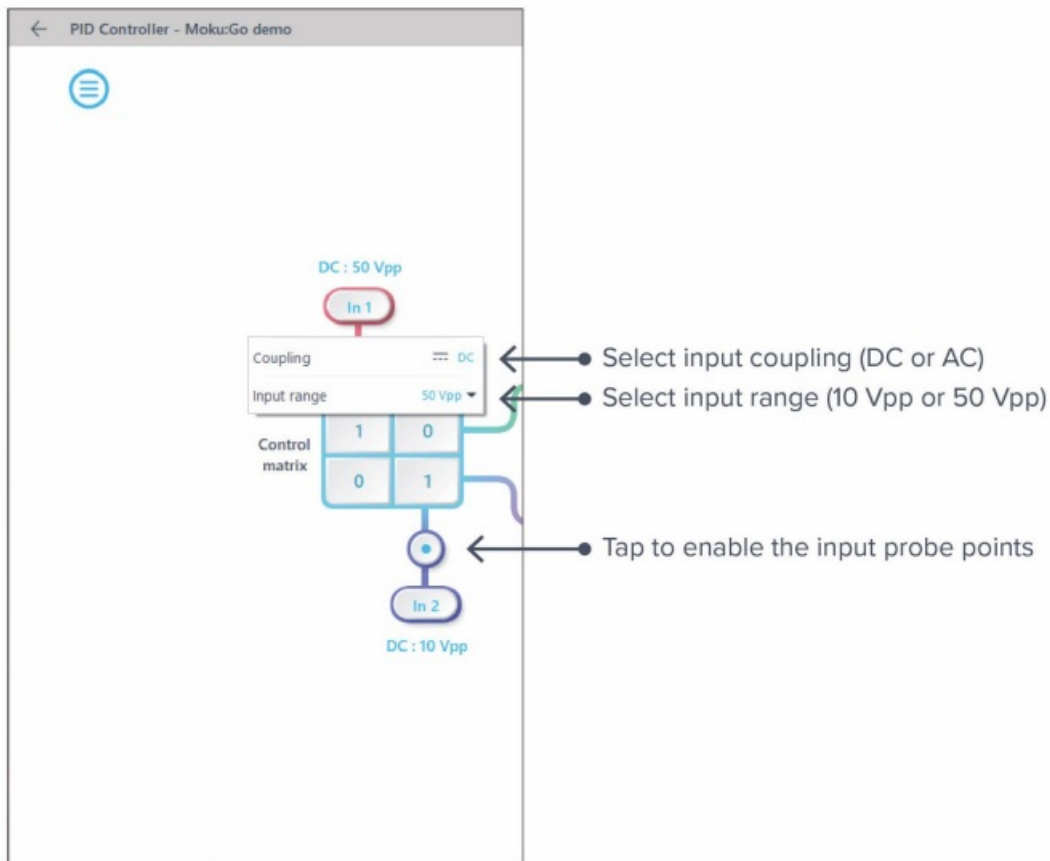 PID Controller - Moku:Go demo
DC : 50 Vpp
In 1
Coupling DC
Input range 50 Vpp
Select input coupling (DC or AC)
Select input range (10 Vpp or 50 Vpp)
Control
matrix
1 0
0 1
Tap to enable the input probe points
In 2
DC : 10 Vpp